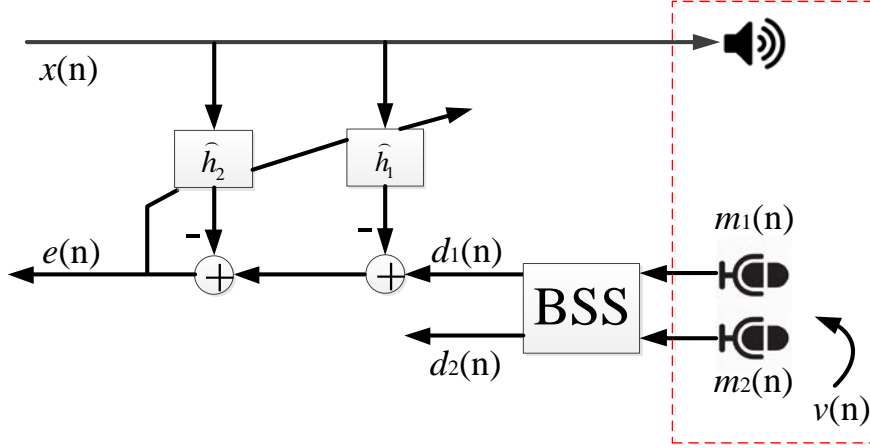 x(n)
ĥ₂
ĥ₁
−
−
m₁(n)
e(n)
+
+
d₁(n)
BSS
d₂(n)
m₂(n)
v(n)